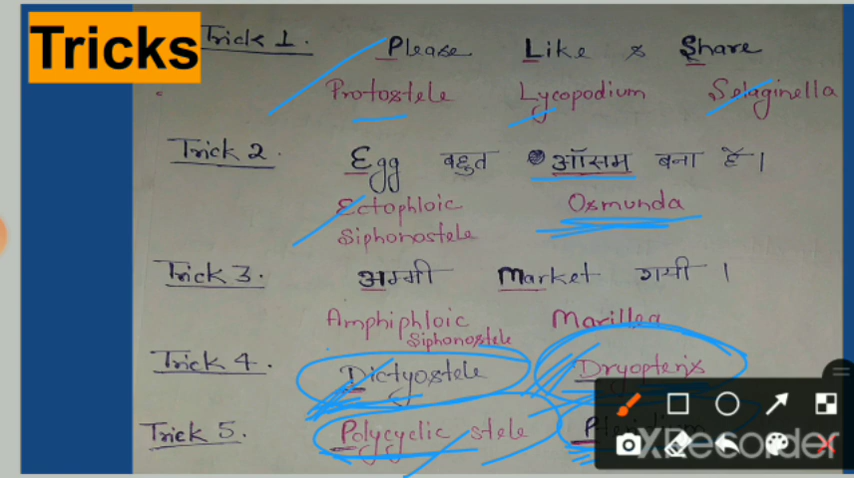 Tricks
Trick 1. Please Like & Share
Protostele Lycopodium Selaginella
Trick 2. Egg बहुत ऑसम बना है।
Ectophloic Osmunda
Siphonostele
Trick 3. अम्मी Market गयी ।
Amphiphloic Marillea
Siphonostele
Trick 4. Dictyostele Dryopteris
Trick 5. Polycyclic stele
XRecorder